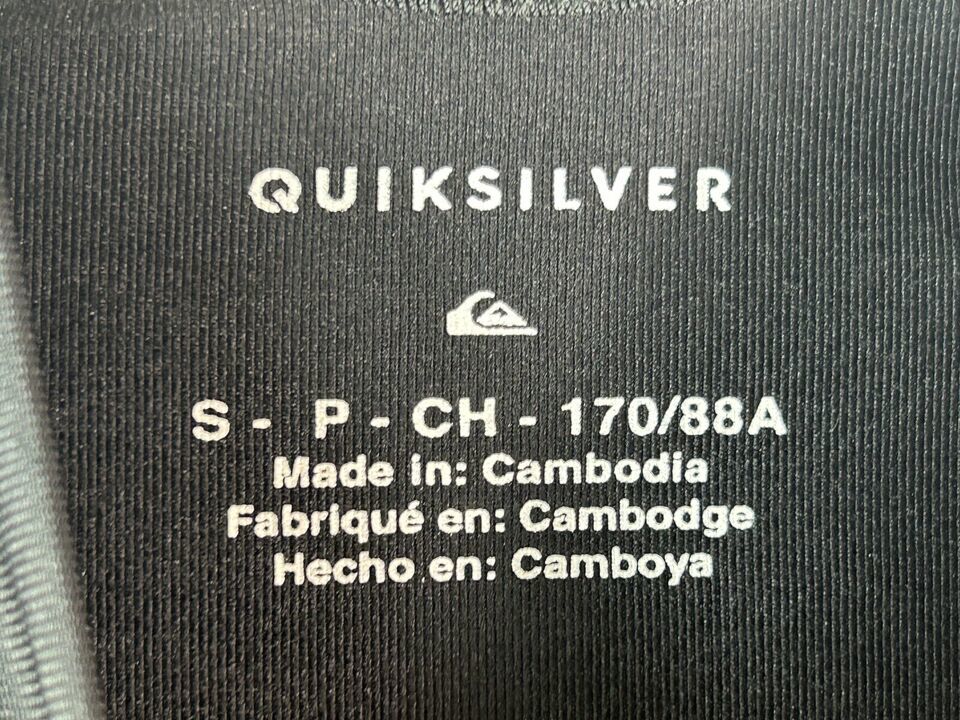 QUIKSILVER
S - P - CH - 170/88A
Made in: Cambodia
Fabriqué en: Cambodge
Hecho en: Camboya